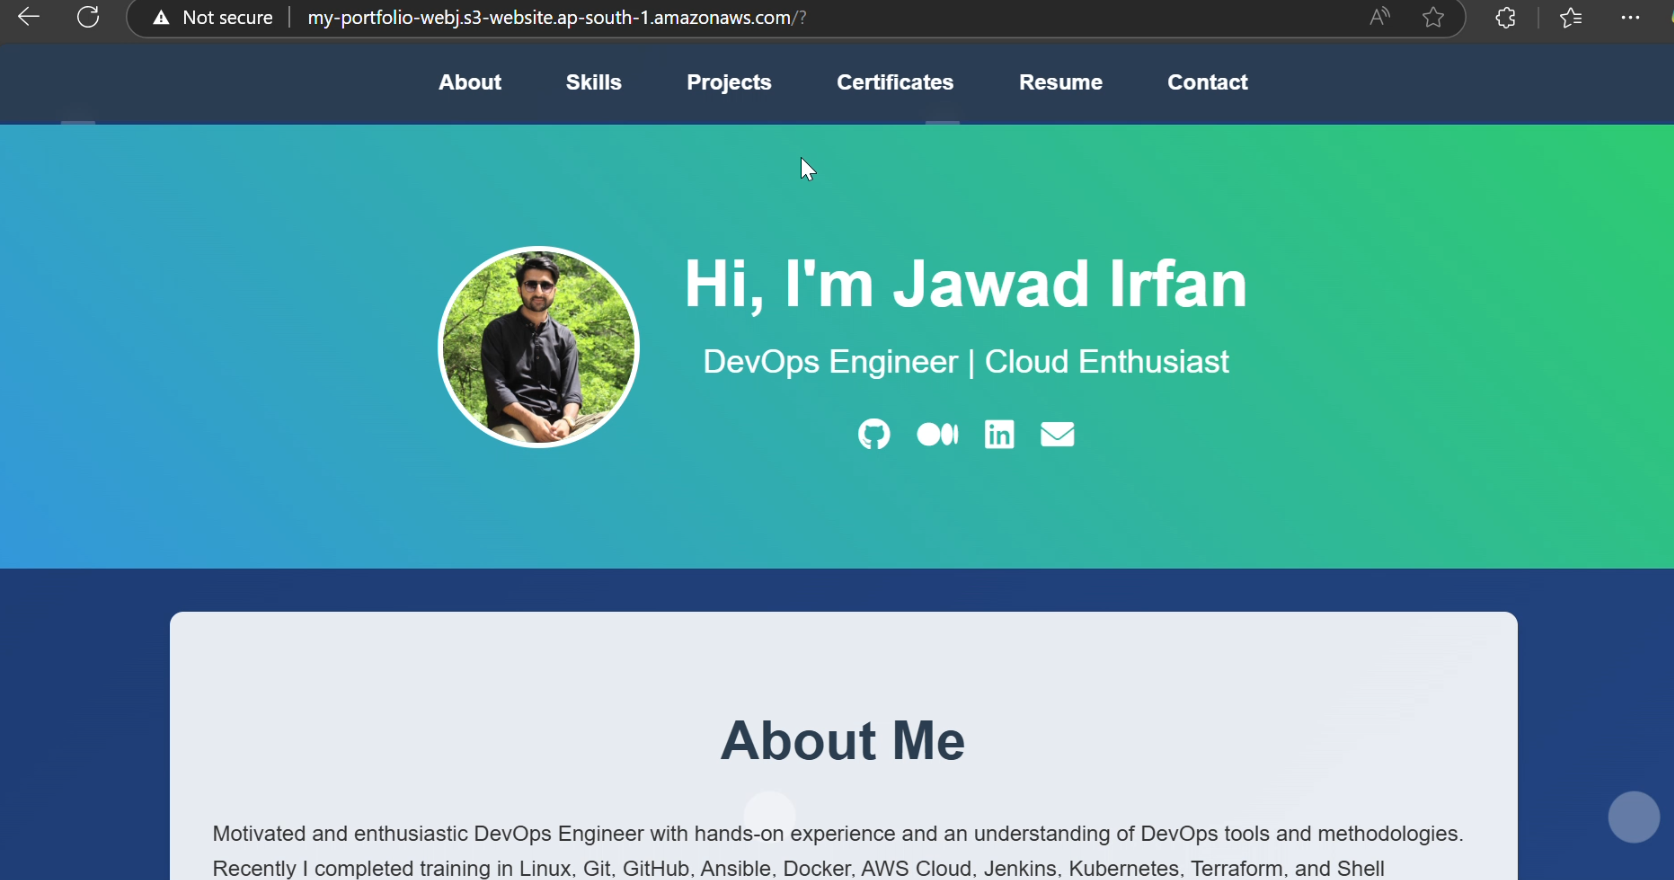 Not secure | my-portfolio-webj.s3-website.ap-south-1.amazonaws.com/?
About Skills Projects Certificates Resume Contact
Hi, I'm Jawad Irfan
DevOps Engineer | Cloud Enthusiast
in
About Me
Motivated and enthusiastic DevOps Engineer with hands-on experience and an understanding of DevOps tools and methodologies.
Recently I completed training in Linux, Git, GitHub, Ansible, Docker, AWS Cloud, Jenkins, Kubernetes, Terraform, and Shell